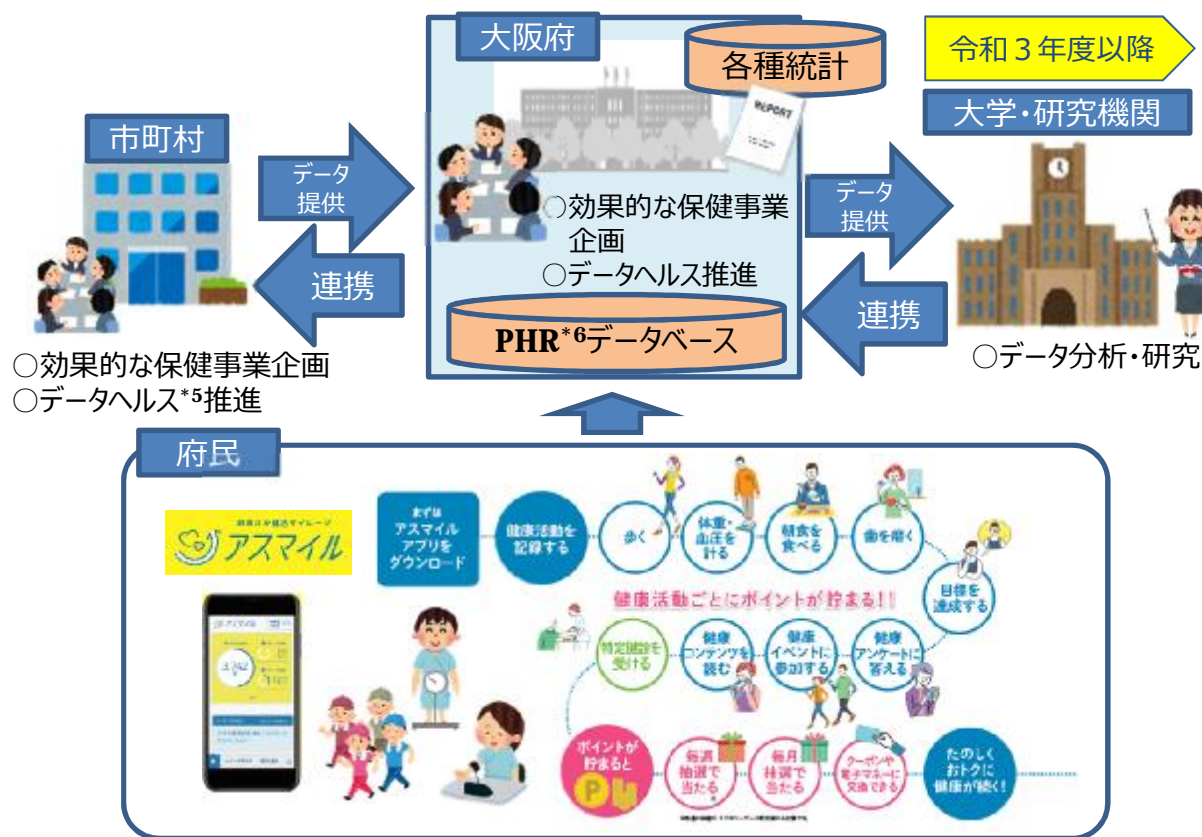 大阪府
各種統計
REPORT
令和3年度以降
大学・研究機関
市町村
データ
提供
連携
○効果的な保健事業
企画
○データヘルス推進
データ
提供
連携
PHR*6データベース
○効果的な保健事業企画
○データヘルス*5推進
○データ分析・研究
府民
アスマイル
まずは
アスマイル
アプリを
ダウンロード
健康活動を
記録する
歩く
体重・
血圧を
計る
朝食を
食べる
歯を磨く
目標を
達成する
健康活動ごとにポイントが貯まる!!
特定健診を
受ける
健康
コンテンツを
読む
健康
イベントに
参加する
健康
アンケートに
答える
アスマイル
ポイントが
貯まると
P
毎週
抽選で
当たる
毎月
抽選で
当たる
クーポンや
電子マネーに
交換できる
たのしく
おトクに
健康が続く!